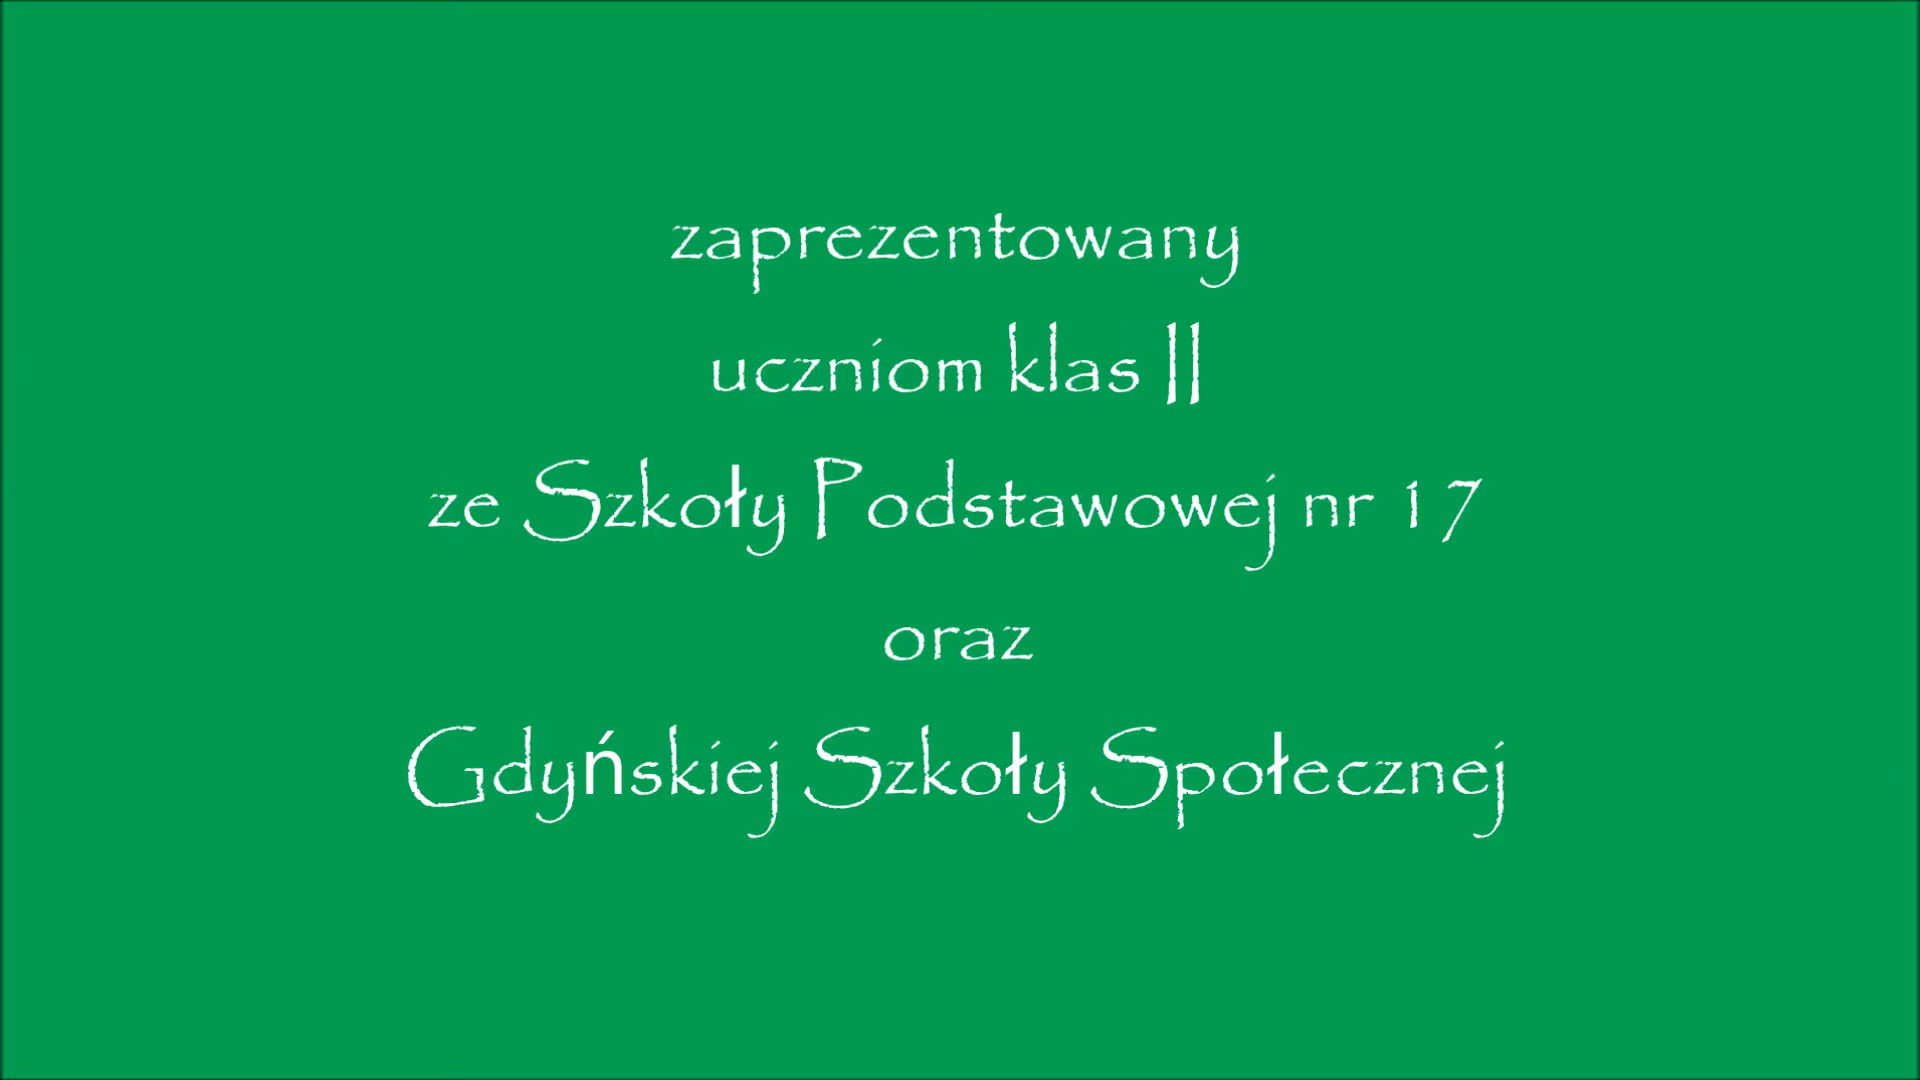 zaprezentowany
uczniom klas II
ze Szkoły Podstawowej nr 17
oraz
Gdyńskiej Szkoły Społecznej